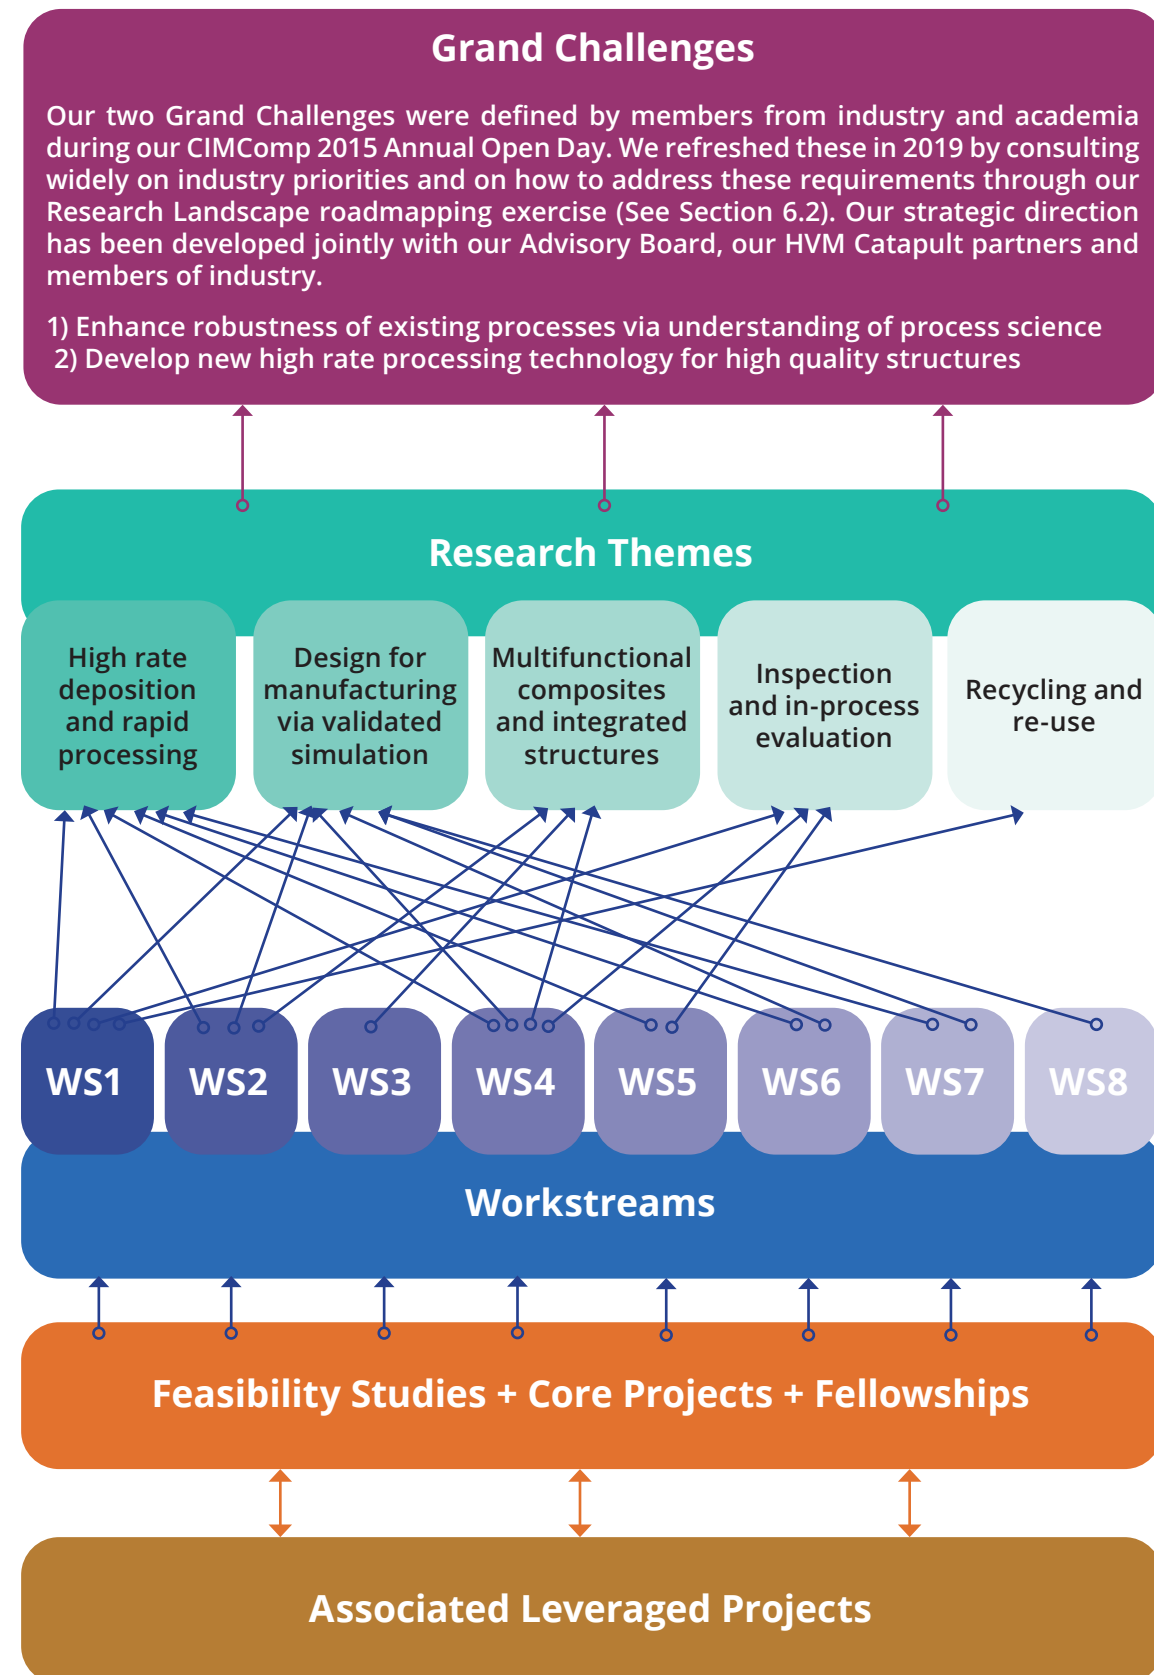 Grand Challenges
Our two Grand Challenges were defined by members from industry and academia
during our CIMComp 2015 Annual Open Day. We refreshed these in 2019 by consulting
widely on industry priorities and on how to address these requirements through our
Research Landscape roadmapping exercise (See Section 6.2). Our strategic direction
has been developed jointly with our Advisory Board, our HVM Catapult partners and
members of industry.
1) Enhance robustness of existing processes via understanding of process science
2) Develop new high rate processing technology for high quality structures
Research Themes
High rate
deposition
and rapid
processing
Design for
manufacturing
via validated
simulation
Multifunctional
composites
and integrated
structures
Inspection
and in-process
evaluation
Recycling and
re-use
WS1
WS2
WS3
WS4
WS5
WS6
WS7
WS8
Workstreams
Feasibility Studies + Core Projects + Fellowships
Associated Leveraged Projects